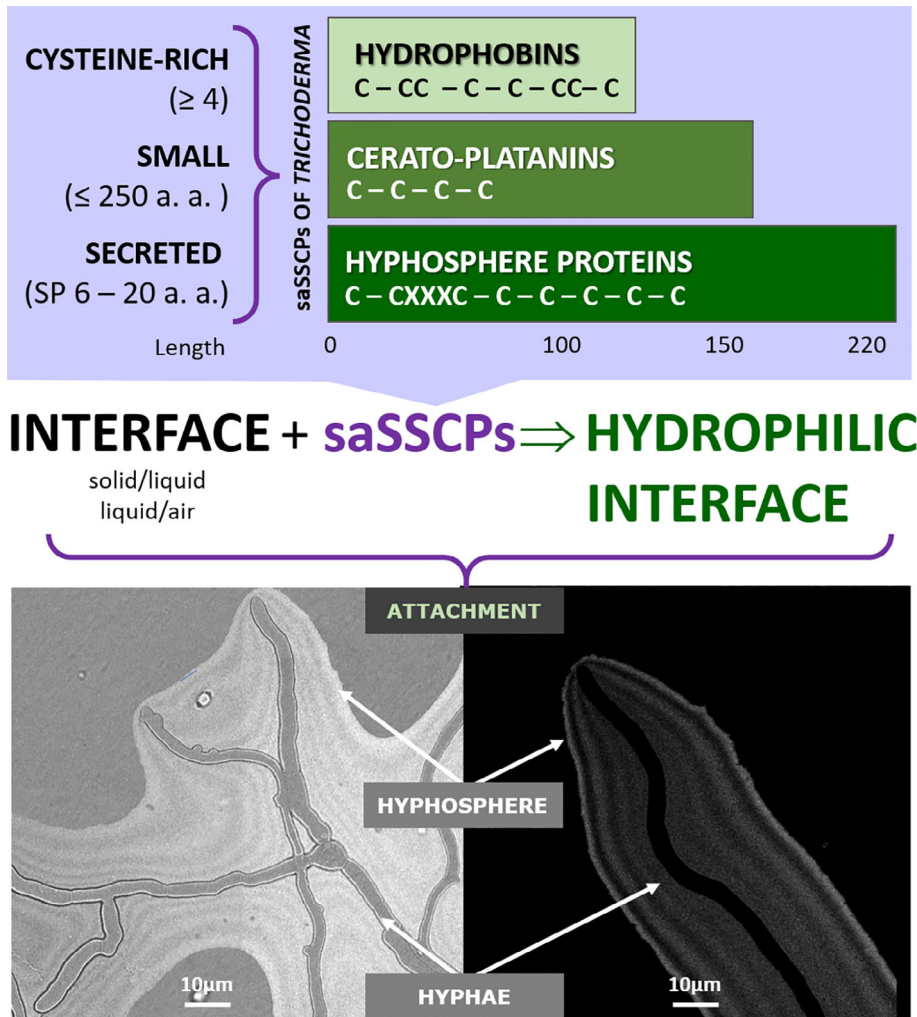 CYSTEINE-RICH
(≥ 4)
SMALL
(≤ 250 a. a. )
SECRETED
(SP 6 – 20 a. a.)
saSSCPs OF TRICHODERMA
HYDROPHOBINS
C – CC – C – C – CC– C
CERATO-PLATANINS
C – C – C – C
HYPHOSPHERE PROTEINS
C – CXXXC – C – C – C – C – C
Length 0 100 150 220
INTERFACE + saSSCPs ⇒ HYDROPHILIC
INTERFACE
solid/liquid
liquid/air
ATTACHMENT
HYPHOSPHERE
HYPHAE
10µm
10µm